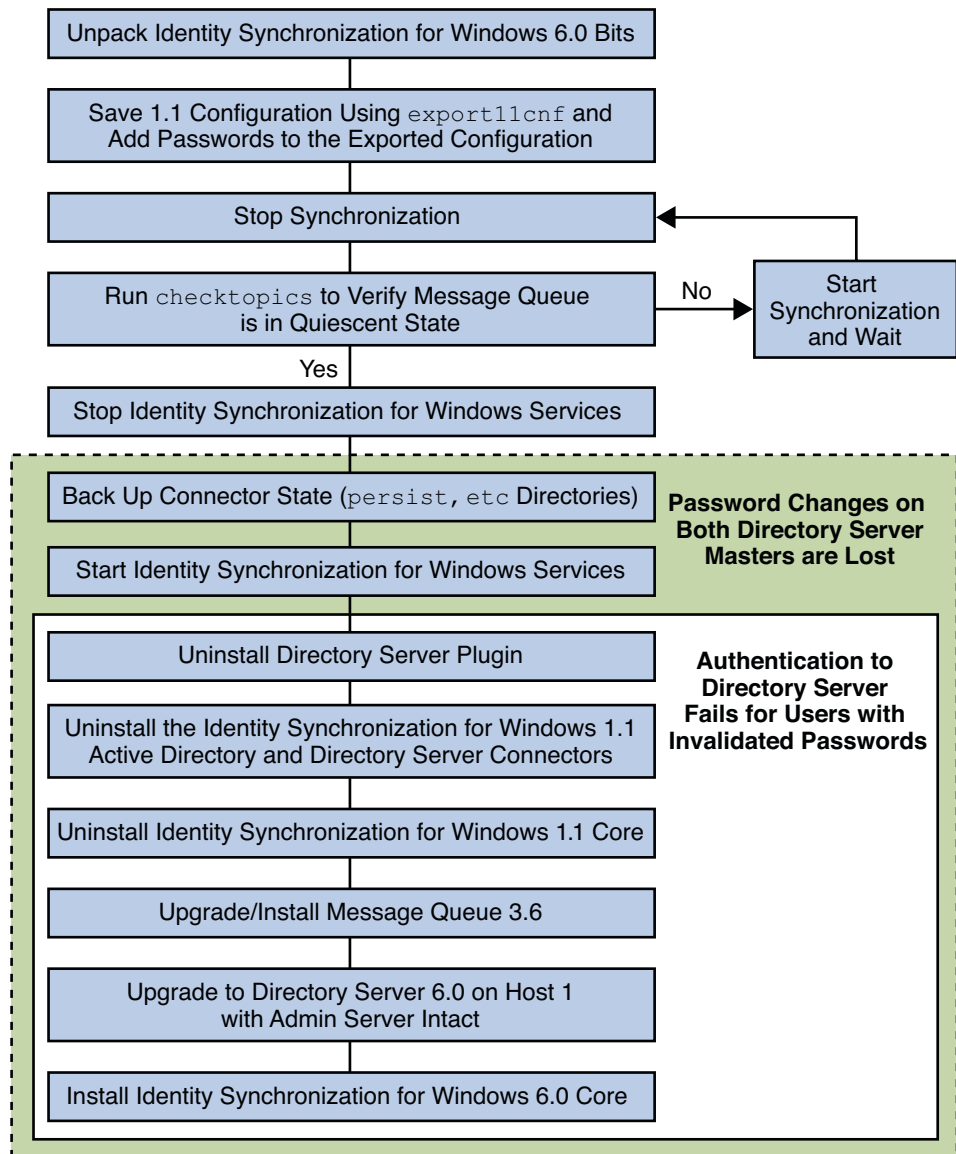 Unpack Identity Synchronization for Windows 6.0 Bits
Save 1.1 Configuration Using export11cnf and
Add Passwords to the Exported Configuration
Stop Synchronization
Run checktopics to Verify Message Queue
is in Quiescent State
No
Start
Synchronization
and Wait
Yes
Stop Identity Synchronization for Windows Services
Back Up Connector State (persist, etc Directories)
Password Changes on
Both Directory Server
Masters are Lost
Start Identity Synchronization for Windows Services
Uninstall Directory Server Plugin
Authentication to
Directory Server
Fails for Users with
Invalidated Passwords
Uninstall the Identity Synchronization for Windows 1.1
Active Directory and Directory Server Connectors
Uninstall Identity Synchronization for Windows 1.1 Core
Upgrade/Install Message Queue 3.6
Upgrade to Directory Server 6.0 on Host 1
with Admin Server Intact
Install Identity Synchronization for Windows 6.0 Core